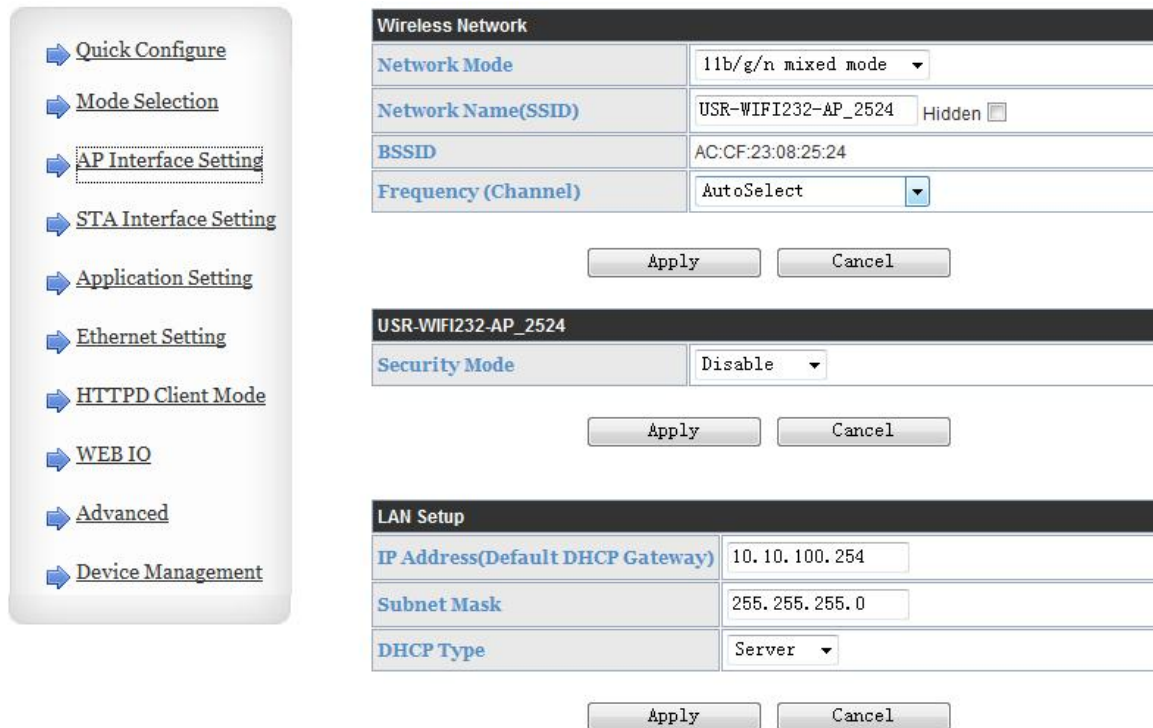 Quick Configure
Mode Selection
AP Interface Setting
STA Interface Setting
Application Setting
Ethernet Setting
HTTPD Client Mode
WEB IO
Advanced
Device Management
Wireless Network
Network Mode 11b/g/n mixed mode
Network Name(SSID) USR-WIFI232-AP_2524 Hidden
BSSID AC:CF:23:08:25:24
Frequency (Channel) AutoSelect
Apply Cancel
USR-WIFI232-AP_2524
Security Mode Disable
Apply Cancel
LAN Setup
IP Address(Default DHCP Gateway) 10.10.100.254
Subnet Mask 255.255.255.0
DHCP Type Server
Apply Cancel